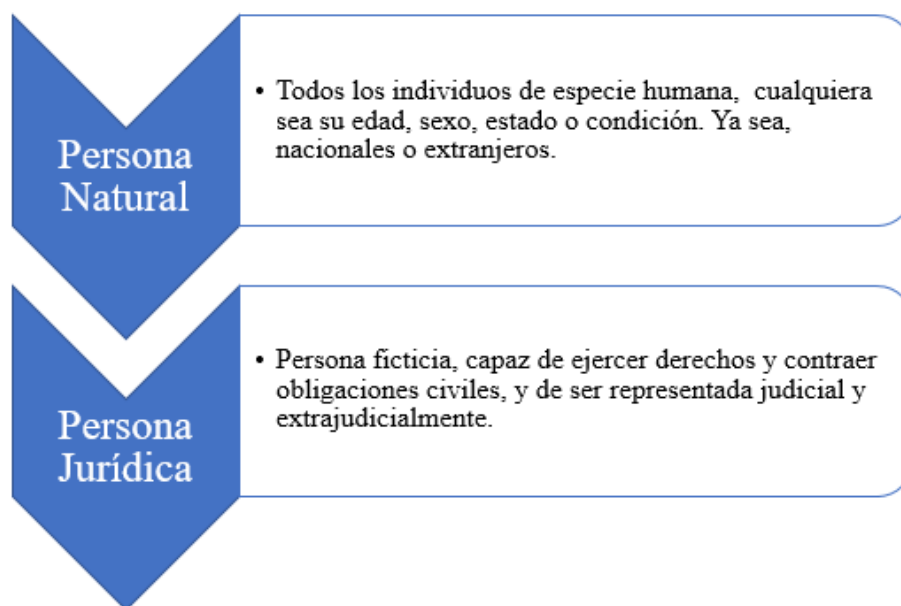 Persona
Natural
• Todos los individuos de especie humana,  cualquiera
sea su edad, sexo, estado o condición. Ya sea,
nacionales o extranjeros.
Persona
Jurídica
• Persona ficticia, capaz de ejercer derechos y contraer
obligaciones civiles, y de ser representada judicial y
extrajudicialmente.